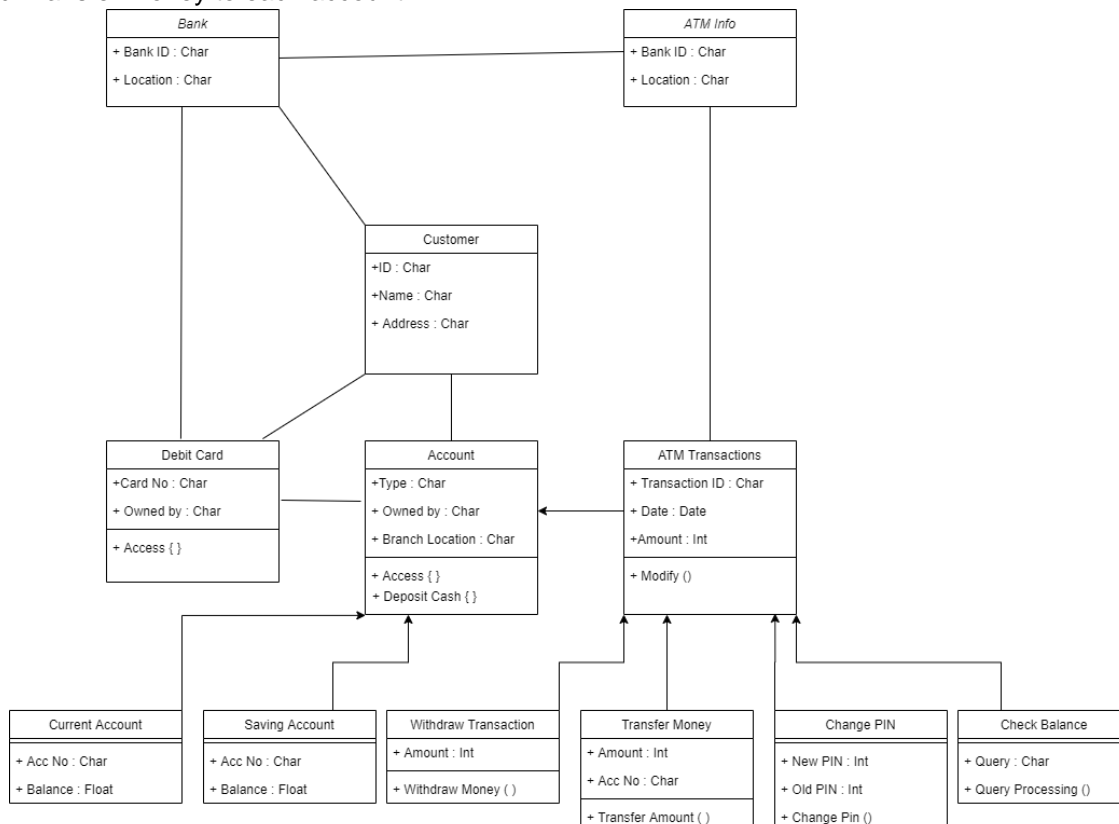 Bank
+ Bank ID : Char
+ Location : Char
ATM Info
+ Bank ID : Char
+ Location : Char
Customer
+ID : Char
+Name : Char
+ Address : Char
Debit Card
+Card No : Char
+ Owned by : Char
+ Access { }
Account
+Type : Char
+ Owned by : Char
+ Branch Location : Char
+ Access { }
+ Deposit Cash { }
ATM Transactions
+ Transaction ID : Char
+ Date : Date
+Amount : Int
+ Modify ()
Current Account
+ Acc No : Char
+ Balance : Float
Saving Account
+ Acc No : Char
+ Balance : Float
Withdraw Transaction
+ Amount : Int
+ Withdraw Money ( )
Transfer Money
+ Amount : Int
+ Acc No : Char
+ Transfer Amount ( )
Change PIN
+ New PIN : Int
+ Old PIN : Int
+ Change Pin ()
Check Balance
+ Query : Char
+ Query Processing ()